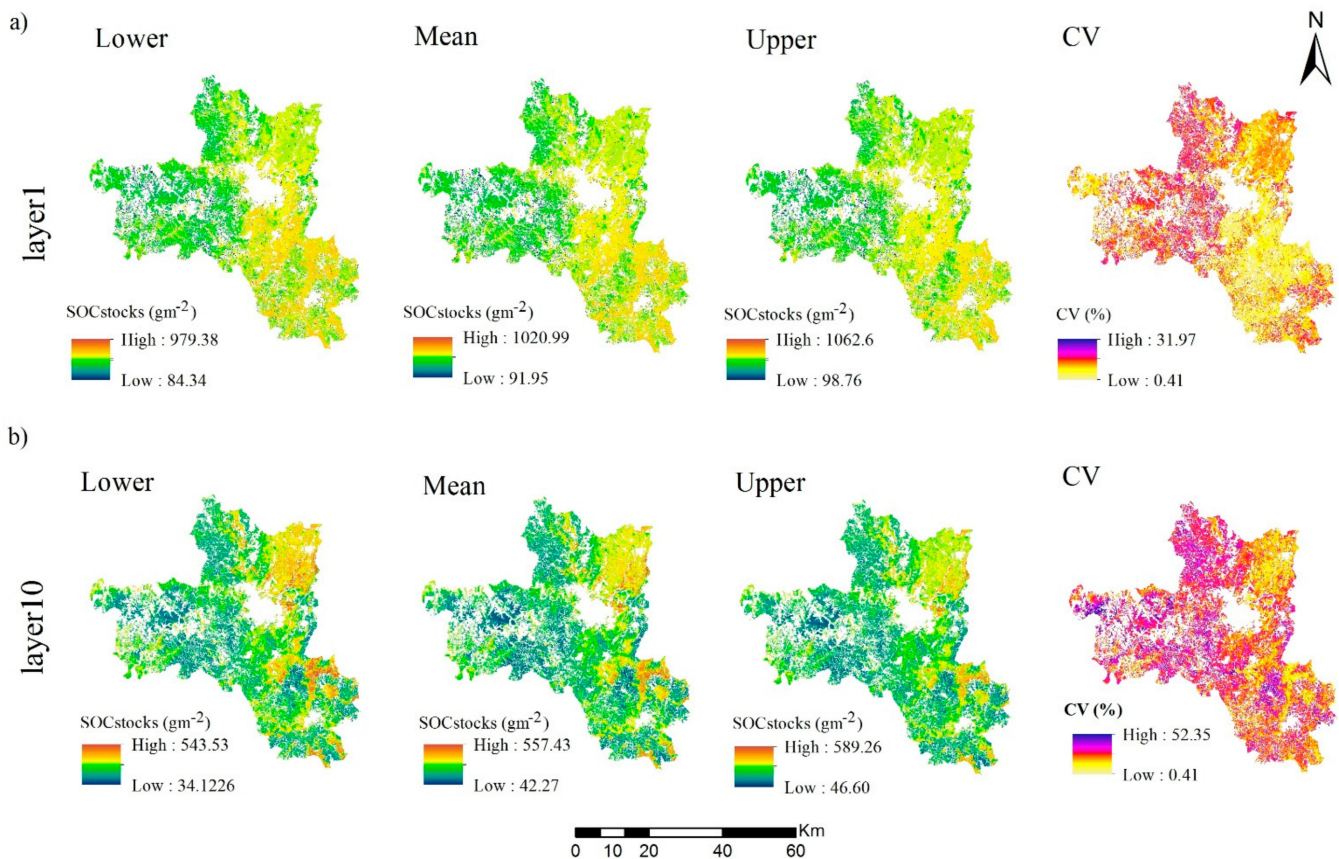 a)
Lower
Mean
Upper
CV
N
layer1
SOCstocks (gm-2)
High : 979.38
Low : 84.34
SOCstocks (gm-2)
High : 1020.99
Low : 91.95
SOCstocks (gm-2)
High : 1062.6
Low : 98.76
CV (%)
High : 31.97
Low : 0.41
b)
Lower
Mean
Upper
CV
layer10
SOCstocks (gm-2)
High : 543.53
Low : 34.1226
SOCstocks (gm-2)
High : 557.43
Low : 42.27
SOCstocks (gm-2)
High : 589.26
Low : 46.60
CV (%)
High : 52.35
Low : 0.41
Km
0 10 20 40 60